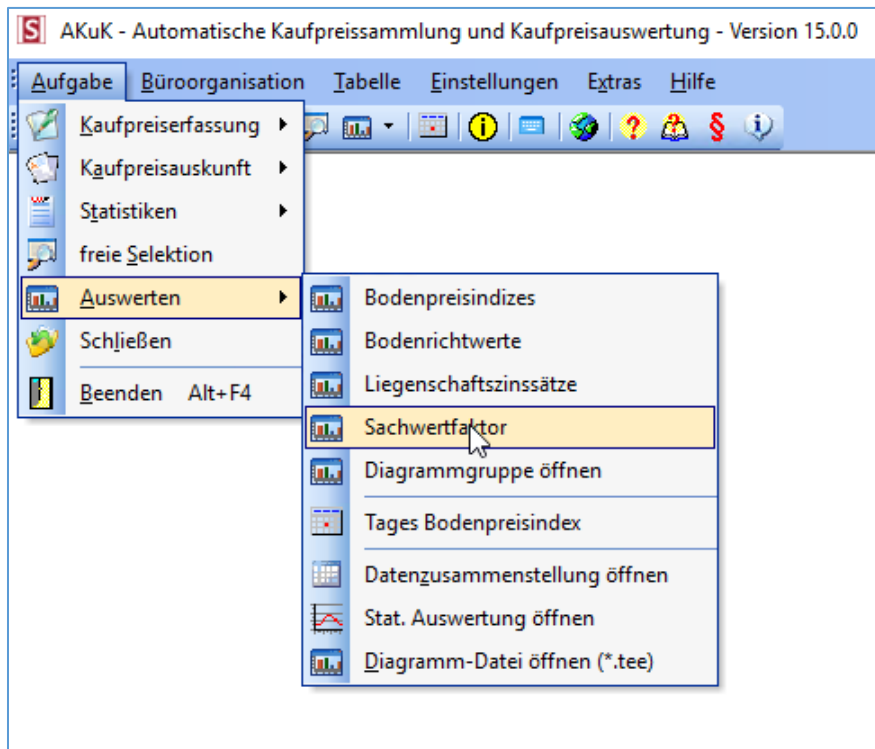 AKuK - Automatische Kaufpreissammlung und Kaufpreisauswertung - Version 15.0.0
Aufgabe Büroorganisation Tabelle Einstellungen Extras Hilfe
Kaufpreiserfassung
Kaufpreisauskunft
Statistiken
freie Selektion
Auswerten
Schließen
Beenden Alt+F4
Bodenpreisindizes
Bodenrichtwerte
Liegenschaftszinssätze
Sachwertfaktor
Diagrammgruppe öffnen
Tages Bodenpreisindex
Datenzusammenstellung öffnen
Stat. Auswertung öffnen
Diagramm-Datei öffnen (*.tee)